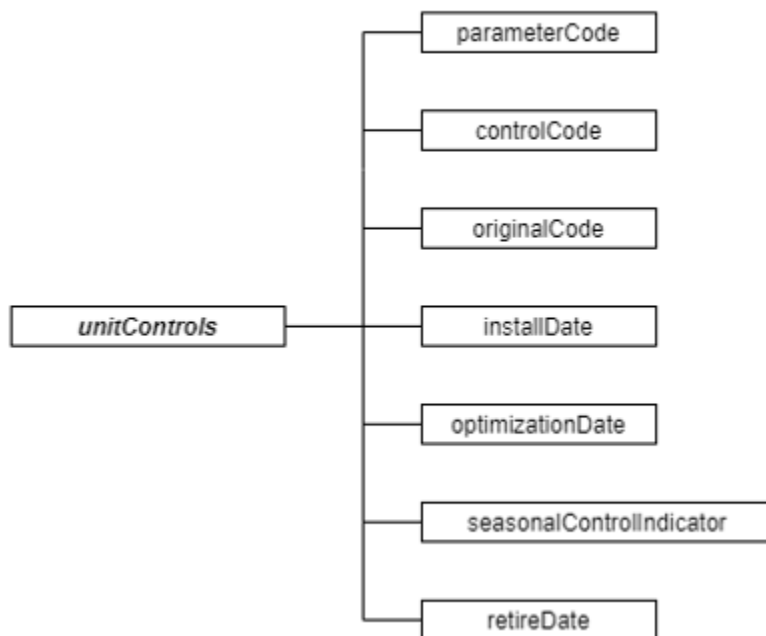 parameterCode
controlCode
originalCode
unitControls
installDate
optimizationDate
seasonalControlIndicator
retireDate